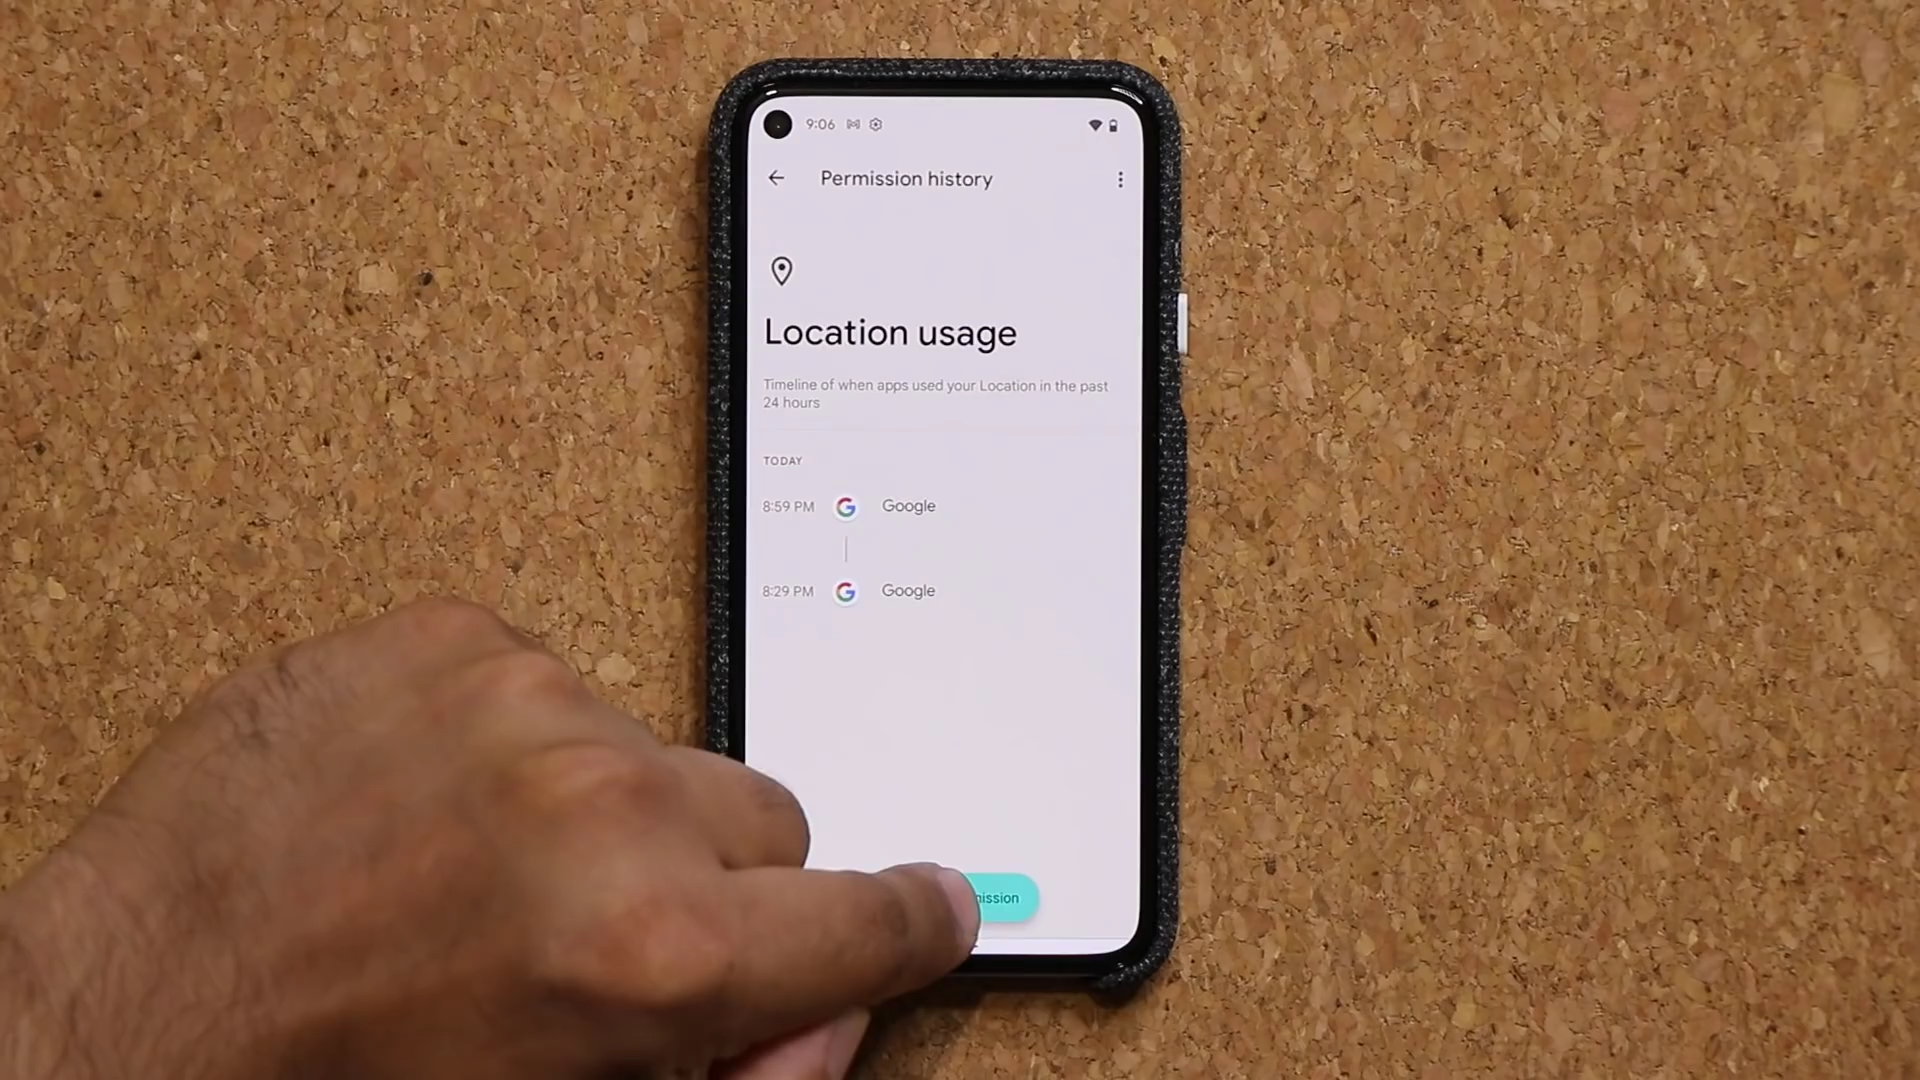 9:06
Permission history
Location usage
Timeline of when apps used your Location in the past
24 hours
TODAY
8:59 PM Google
8:29 PM Google